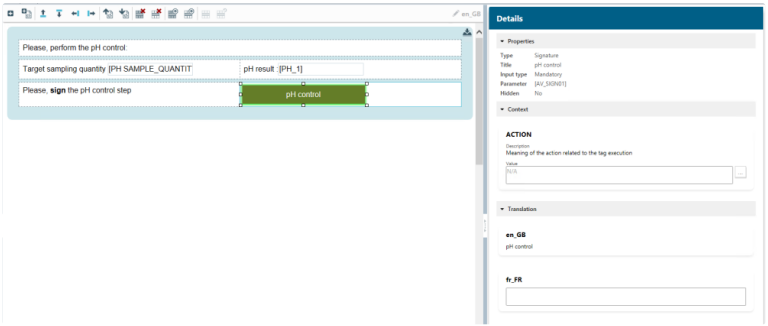 en_GB
Please, perform the pH control:
Target sampling quantity [PH SAMPLE_QUANTIT
pH result :[PH_1]
Please, sign the pH control step
pH control
Details
Properties
Type Signature
Title pH control
Input type Mandatory
Parameter [AV_SIGN01]
Hidden No
Context
ACTION
Description
Meaning of the action related to the tag execution
Value
N/A
...
Translation
en_GB
pH control
fr_FR